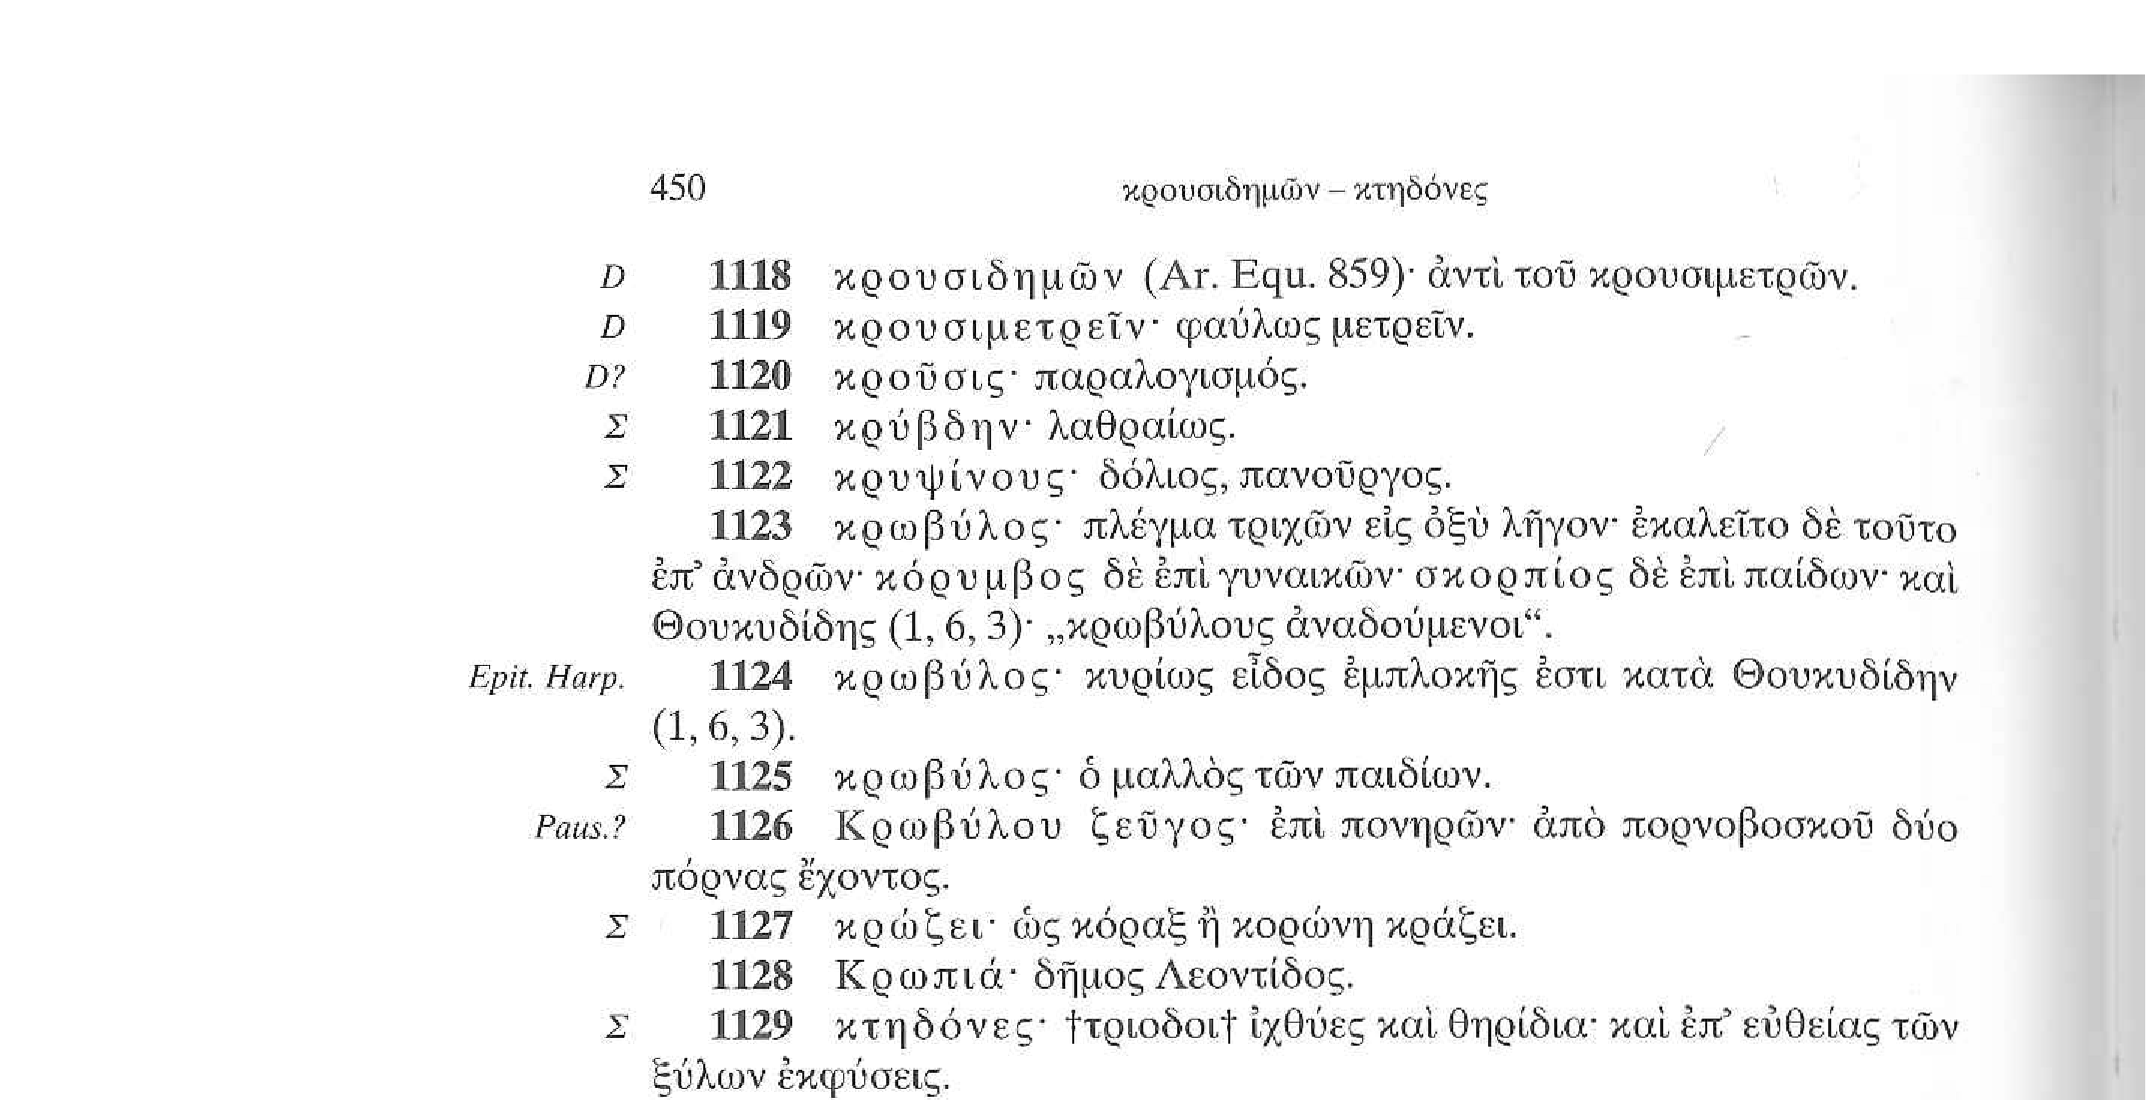 450 κρουσιδημῶν – κτηδόνες
D 1118 κρουσιδημῶν (Ar. Equ. 859)· ἀντὶ τοῦ κρουσιμετρῶν.
D 1119 κρουσιμετρεῖν· φαύλως μετρεῖν.
D? 1120 κροῦσις· παραλογισμός.
Σ 1121 κρύβδην· λαθραίως.
Σ 1122 κρυψίνους· δόλιος, πανοῦργος.
1123 κρωβύλος· πλέγμα τριχῶν εἰς ὀξὺ λῆγον· ἐκαλεῖτο δὲ τοῦτο
ἐπ’ ἀνδρῶν· κόρυμβος δὲ ἐπὶ γυναικῶν· σκορπίος δὲ ἐπὶ παίδων· καὶ
Θουκυδίδης (1, 6, 3)· „κρωβύλους ἀναδούμενοι“.
Epit. Harp. 1124 κρωβύλος· κυρίως εἶδος ἐμπλοκῆς ἐστι κατὰ Θουκυδίδην
(1, 6, 3).
Σ 1125 κρωβύλος· ὁ μαλλὸς τῶν παιδίων.
Paus.? 1126 Κρωβύλου ζεῦγος· ἐπὶ πονηρῶν· ἀπὸ πορνοβοσκοῦ δύο
πόρνας ἔχοντος.
Σ 1127 κρώζει· ὡς κόραξ ἢ κορώνη κράζει.
1128 Κρωπιά· δῆμος Λεοντίδος.
Σ 1129 κτηδόνες· †τριοδοι† ἰχθύες καὶ θηρίδια· καὶ ἐπ’ εὐθείας τῶν
ξύλων ἐκφύσεις.